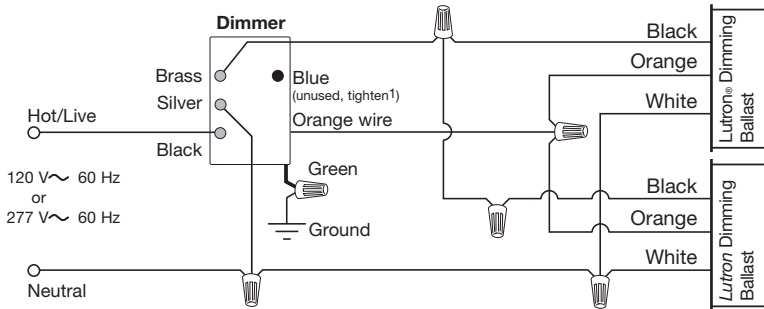 Dimmer
Brass
Silver
Black
Blue
(unused, tighten1)
Orange wire
Hot/Live
120 V~ 60 Hz
or
277 V~ 60 Hz
Green
Ground
Neutral
Black
Orange
White
Lutron® Dimming
Ballast
Black
Orange
White
Lutron Dimming
Ballast